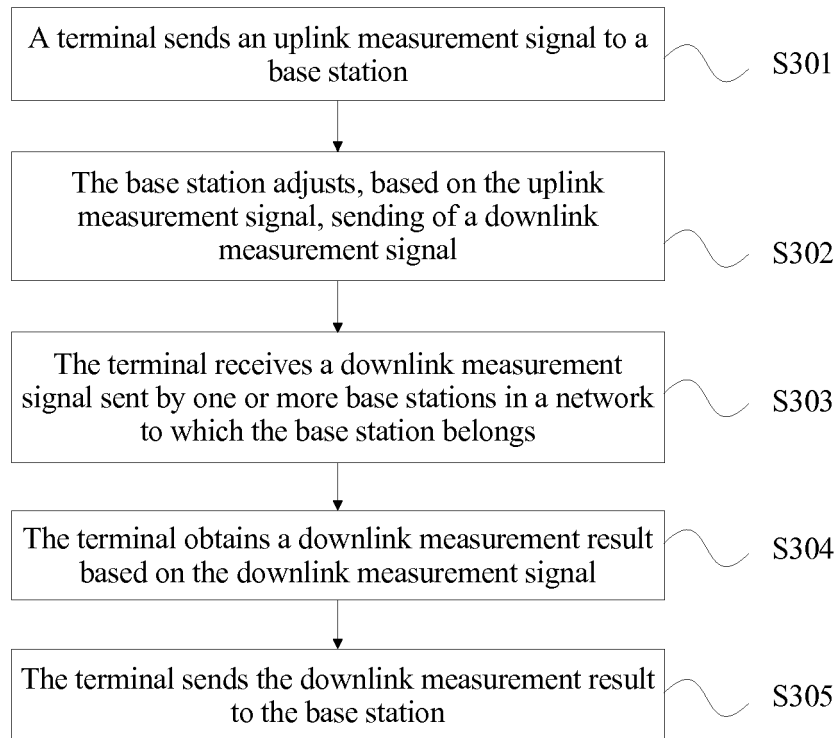 A terminal sends an uplink measurement signal to a
base station
S301
The base station adjusts, based on the uplink
measurement signal, sending of a downlink
measurement signal
S302
The terminal receives a downlink measurement
signal sent by one or more base stations in a network
to which the base station belongs
S303
The terminal obtains a downlink measurement result
based on the downlink measurement signal
S304
The terminal sends the downlink measurement result
to the base station
S305